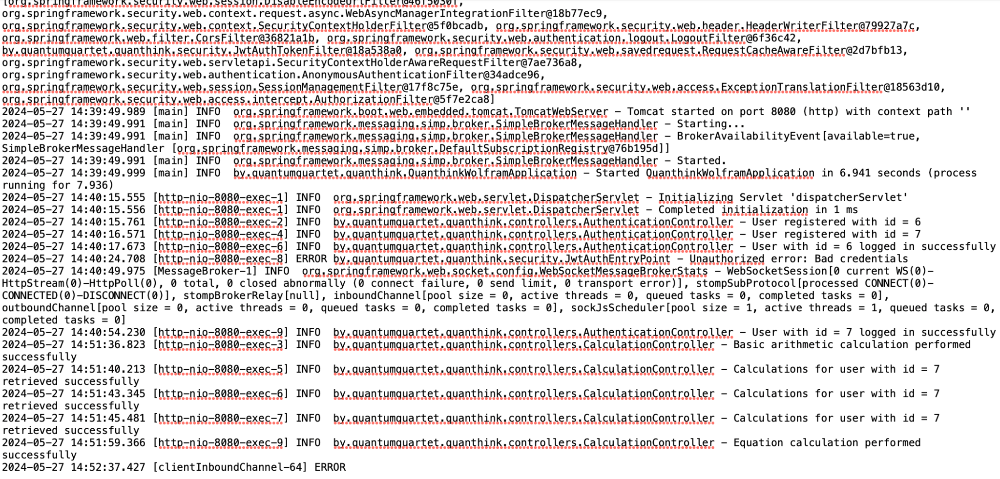 [org.springframework.security.web.session.DisableEncodeUrlFilter@46f5030f,
org.springframework.security.web.context.request.async.WebAsyncManagerIntegrationFilter@18b77ec9,
org.springframework.security.web.context.SecurityContextHolderFilter@5f0bcadb, org.springframework.security.web.header.HeaderWriterFilter@79927a7c,
org.springframework.web.filter.CorsFilter@36821a1b, org.springframework.security.web.authentication.logout.LogoutFilter@6f36c42,
by.quantumquartet.quanthink.security.JwtAuthTokenFilter@18a538a0, org.springframework.security.web.savedrequest.RequestCacheAwareFilter@2d7bfb13,
org.springframework.security.web.servletapi.SecurityContextHolderAwareRequestFilter@7ae736a8,
org.springframework.security.web.authentication.AnonymousAuthenticationFilter@34adce96,
org.springframework.security.web.session.SessionManagementFilter@17f8c75e, org.springframework.security.web.access.ExceptionTranslationFilter@18563d10,
org.springframework.security.web.access.intercept.AuthorizationFilter@5f7e2ca8]
2024-05-27 14:39:49.989 [main] INFO  org.springframework.boot.web.embedded.tomcat.TomcatWebServer – Tomcat started on port 8080 (http) with context path ''
2024-05-27 14:39:49.991 [main] INFO  org.springframework.messaging.simp.broker.SimpleBrokerMessageHandler – Starting...
2024-05-27 14:39:49.991 [main] INFO  org.springframework.messaging.simp.broker.SimpleBrokerMessageHandler – BrokerAvailabilityEvent[available=true,
SimpleBrokerMessageHandler [org.springframework.messaging.simp.broker.DefaultSubscriptionRegistry@76b195d]]
2024-05-27 14:39:49.991 [main] INFO  org.springframework.messaging.simp.broker.SimpleBrokerMessageHandler – Started.
2024-05-27 14:39:49.999 [main] INFO  by.quantumquartet.quanthink.QuanthinkWolframApplication – Started QuanthinkWolframApplication in 6.941 seconds (process
running for 7.936)
2024-05-27 14:40:15.555 [http-nio-8080-exec-1] INFO  org.springframework.web.servlet.DispatcherServlet – Initializing Servlet 'dispatcherServlet'
2024-05-27 14:40:15.556 [http-nio-8080-exec-1] INFO  org.springframework.web.servlet.DispatcherServlet – Completed initialization in 1 ms
2024-05-27 14:40:15.761 [http-nio-8080-exec-2] INFO  by.quantumquartet.quanthink.controllers.AuthenticationController – User registered with id = 6
2024-05-27 14:40:16.571 [http-nio-8080-exec-4] INFO  by.quantumquartet.quanthink.controllers.AuthenticationController – User registered with id = 7
2024-05-27 14:40:17.673 [http-nio-8080-exec-6] INFO  by.quantumquartet.quanthink.controllers.AuthenticationController – User with id = 6 logged in successfully
2024-05-27 14:40:24.708 [http-nio-8080-exec-8] ERROR by.quantumquartet.quanthink.security.JwtAuthEntryPoint – Unauthorized error: Bad credentials
2024-05-27 14:40:49.975 [MessageBroker-1] INFO  org.springframework.web.socket.config.WebSocketMessageBrokerStats – WebSocketSession[0 current WS(0)-
HttpStream(0)-HttpPoll(0), 0 total, 0 closed abnormally (0 connect failure, 0 send limit, 0 transport error)], stompSubProtocol[processed CONNECT(0)-
CONNECTED(0)-DISCONNECT(0)], stompBrokerRelay[null], inboundChannel[pool size = 0, active threads = 0, queued tasks = 0, completed tasks = 0],
outboundChannel[pool size = 0, active threads = 0, queued tasks = 0, completed tasks = 0], sockJsScheduler[pool size = 1, active threads = 1, queued tasks = 0,
completed tasks = 0]
2024-05-27 14:40:54.230 [http-nio-8080-exec-9] INFO  by.quantumquartet.quanthink.controllers.AuthenticationController – User with id = 7 logged in successfully
2024-05-27 14:51:36.823 [http-nio-8080-exec-3] INFO  by.quantumquartet.quanthink.controllers.CalculationController – Basic arithmetic calculation performed
successfully
2024-05-27 14:51:40.213 [http-nio-8080-exec-5] INFO  by.quantumquartet.quanthink.controllers.CalculationController – Calculations for user with id = 7
retrieved successfully
2024-05-27 14:51:43.345 [http-nio-8080-exec-6] INFO  by.quantumquartet.quanthink.controllers.CalculationController – Calculations for user with id = 7
retrieved successfully
2024-05-27 14:51:45.481 [http-nio-8080-exec-7] INFO  by.quantumquartet.quanthink.controllers.CalculationController – Calculations for user with id = 7
retrieved successfully
2024-05-27 14:51:59.366 [http-nio-8080-exec-9] INFO  by.quantumquartet.quanthink.controllers.CalculationController – Equation calculation performed
successfully
2024-05-27 14:52:37.427 [clientInboundChannel-64] ERROR